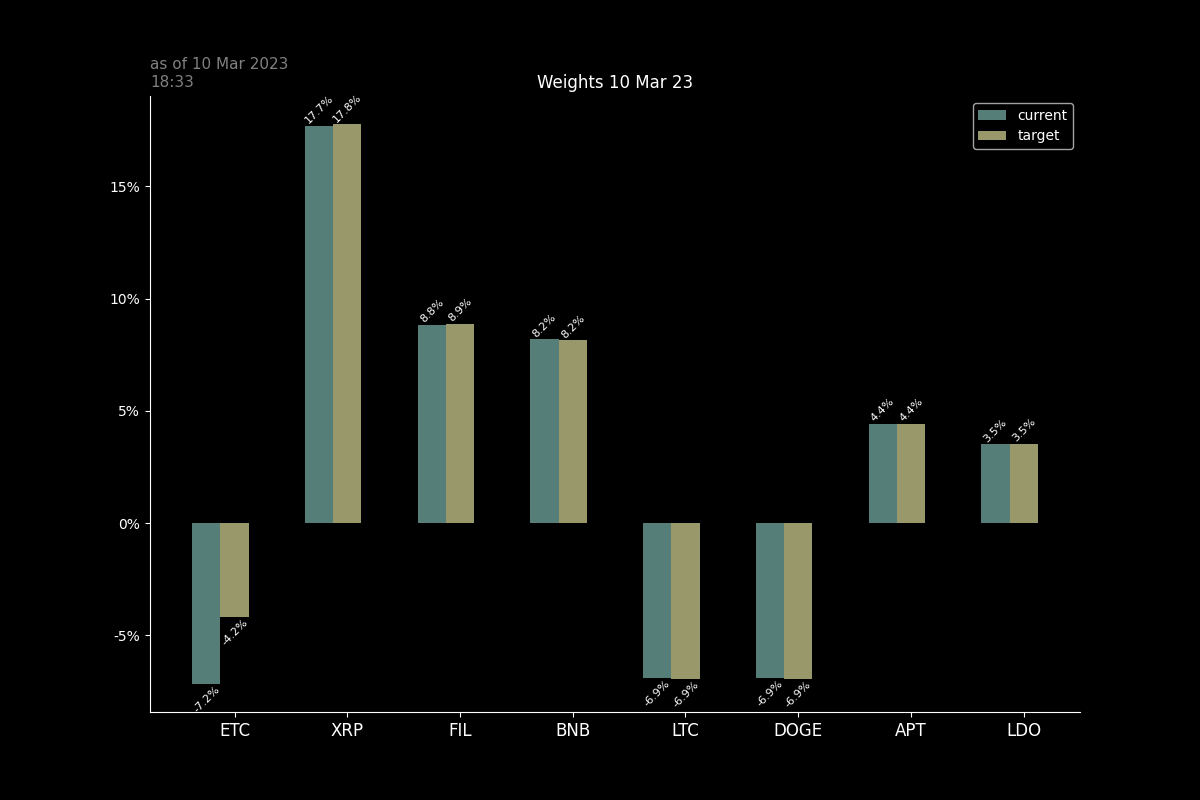 as of 10 Mar 2023
18:33
Weights 10 Mar 23
current
target
17.7%
17.8%
15%
10%
8.8%
8.9%
8.2%
8.2%
5%
4.4%
4.4%
3.5%
3.5%
0%
-5%
-4.2%
-7.2%
-6.9%
-6.9%
-6.9%
-6.9%
ETC
XRP
FIL
BNB
LTC
DOGE
APT
LDO